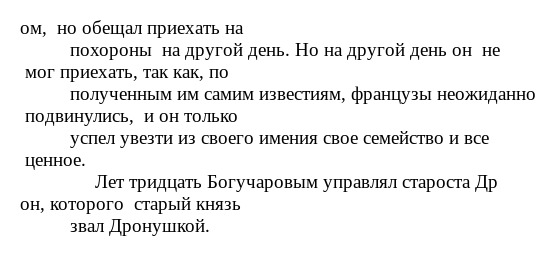 ом, но обещал приехать на
похороны на другой день. Но на другой день он не
мог приехать, так как, по
полученным им самим известиям, французы неожиданно
подвинулись, и он только
успел увезти из своего имения свое семейство и все
ценное.
Лет тридцать Богучаровым управлял староста Др
он, которого старый князь
звал Дронушкой.